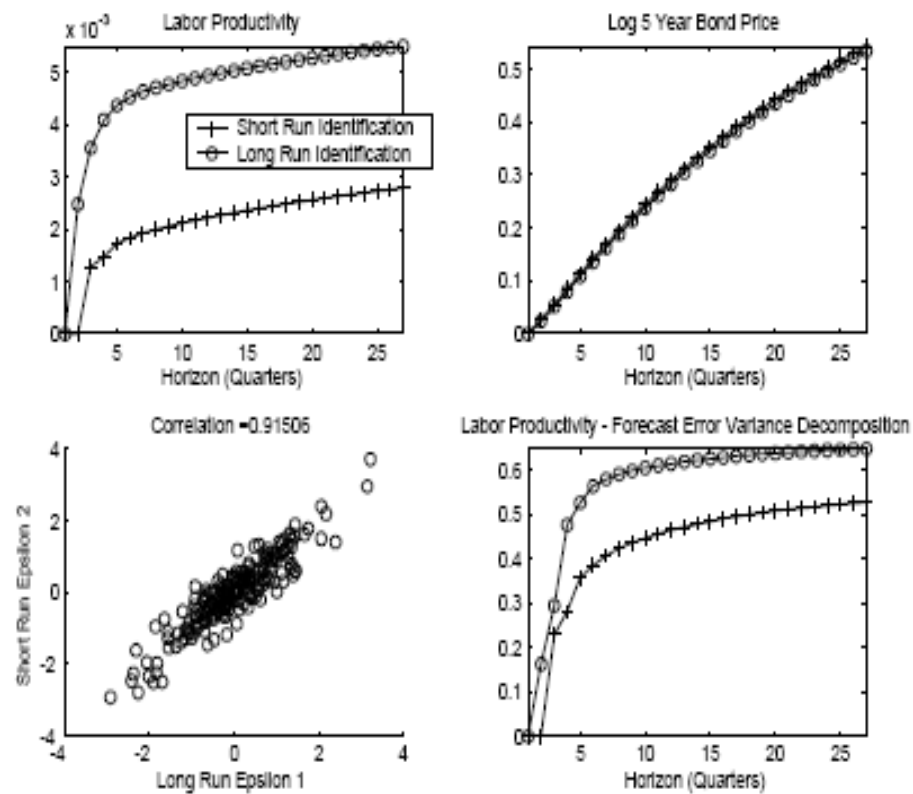 Labor Productivity
x 10^-3
5
4
3
2
1
0
5 10 15 20 25
Horizon (Quarters)
Short Run Identification
Long Run Identification
Log 5 Year Bond Price
0.5
0.4
0.3
0.2
0.1
0
5 10 15 20 25
Horizon (Quarters)
Correlation =0.91506
4
2
0
-2
-4
-4 -2 0 2 4
Short Run Epsilon 2
Long Run Epsilon 1
Labor Productivity - Forecast Error Variance Decomposition
0.6
0.5
0.4
0.3
0.2
0.1
0
5 10 15 20 25
Horizon (Quarters)